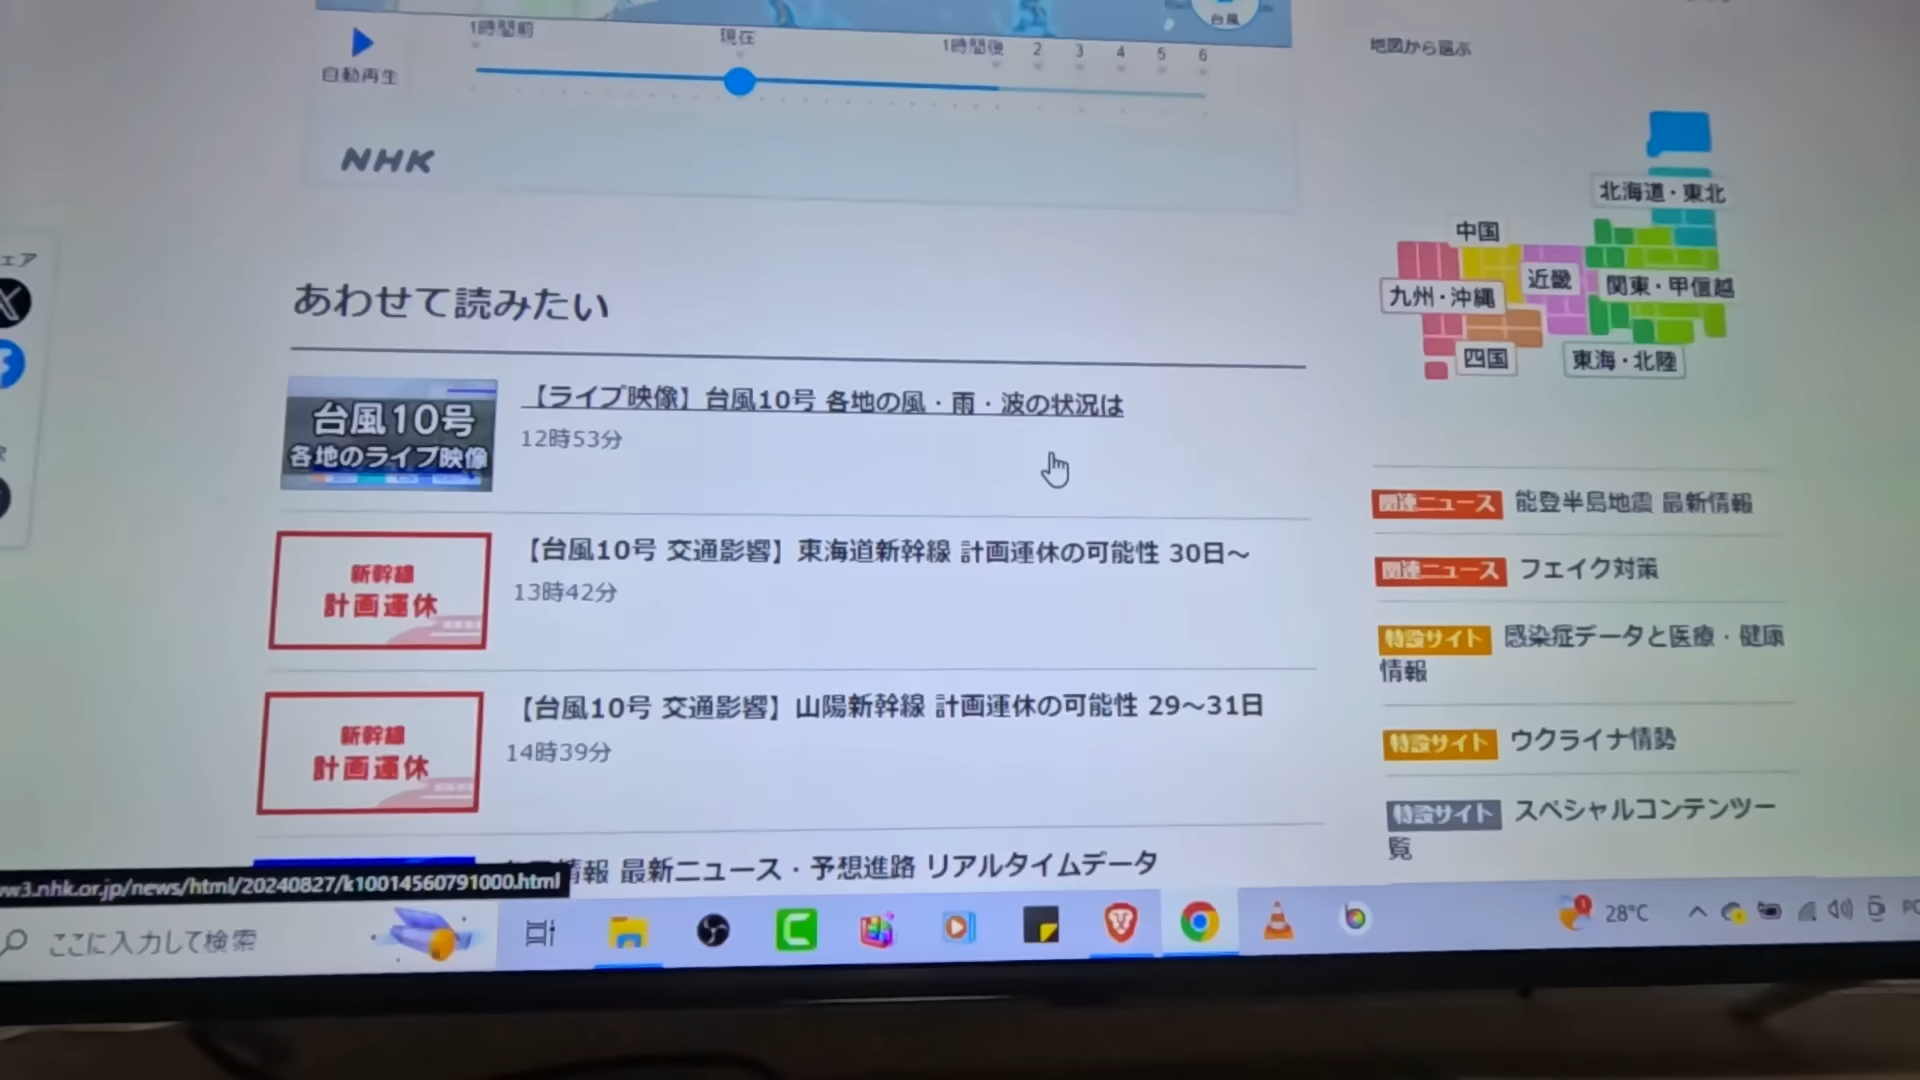 台風
1時間前
現在
1時間後
2
3
4
5
6
自動再生
NHK
地図から選ぶ
北海道・東北
中国
近畿
関東・甲信越
九州・沖縄
四国
東海・北陸
ェア
あわせて読みたい
台風10号
各地のライブ映像
【ライブ映像】台風10号 各地の風・雨・波の状況は
12時53分
新幹線
計画運休
【台風10号 交通影響】東海道新幹線 計画運休の可能性 30日～
13時42分
新幹線
計画運休
【台風10号 交通影響】山陽新幹線 計画運休の可能性 29～31日
14時39分
情報 最新ニュース・予想進路 リアルタイムデータ
関連ニュース 能登半島地震 最新情報
関連ニュース フェイク対策
特設サイト 感染症データと医療・健康
情報
特設サイト ウクライナ情勢
特設サイト スペシャルコンテンツ一
覧
ww3.nhk.or.jp/news/html/20240827/k10014560791000.html
ここに入力して検索
1
28°C